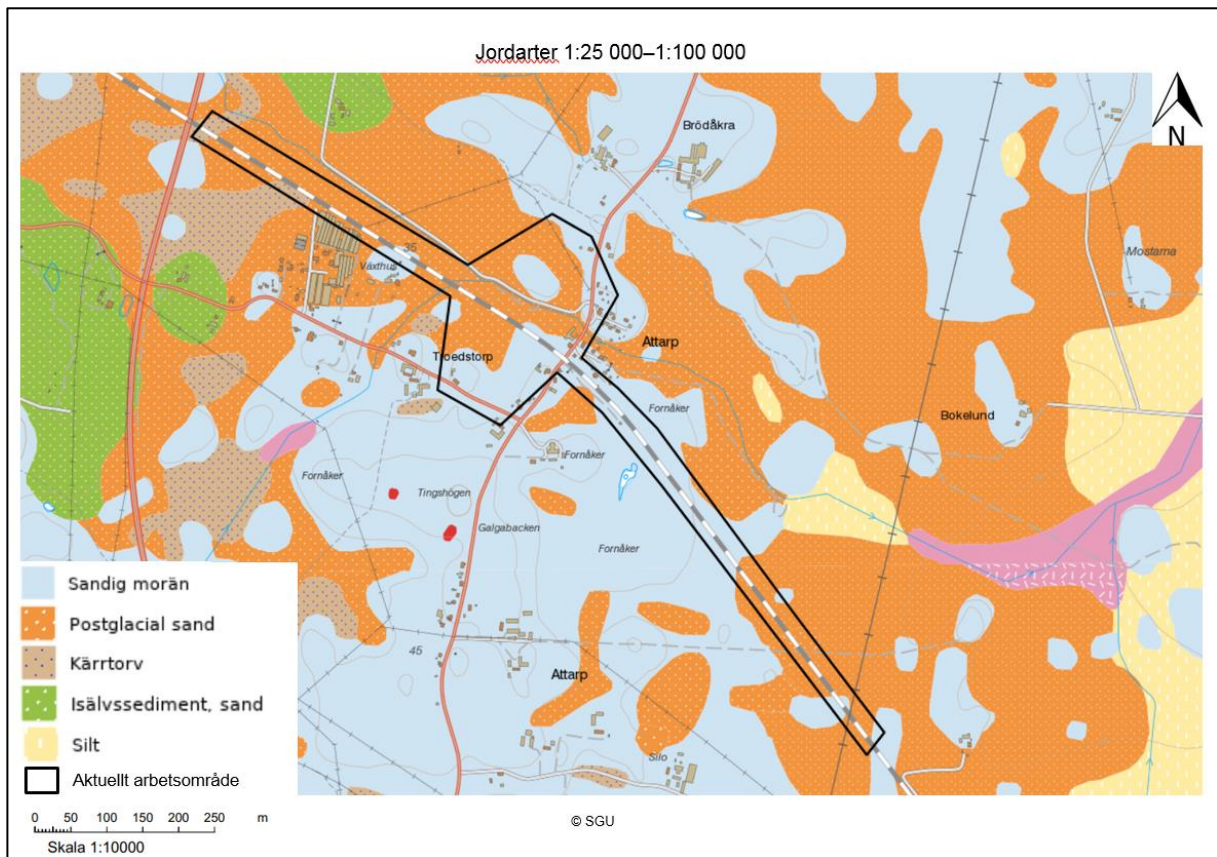 Jordarter 1:25 000–1:100 000
N
Brödåkra
Mostarna
35
Växthus
Attarp
Troedstorp
Fornåker
Bokelund
Fornåker
Fornåker
Tingshögen
Galgabacken
Fornåker
45
Attarp
Silo
Sandig morän
Postglacial sand
Kärrtorv
Isälvssediment, sand
Silt
Aktuellt arbetsområde
0 50 100 150 200 250 m
Skala 1:10000
© SGU